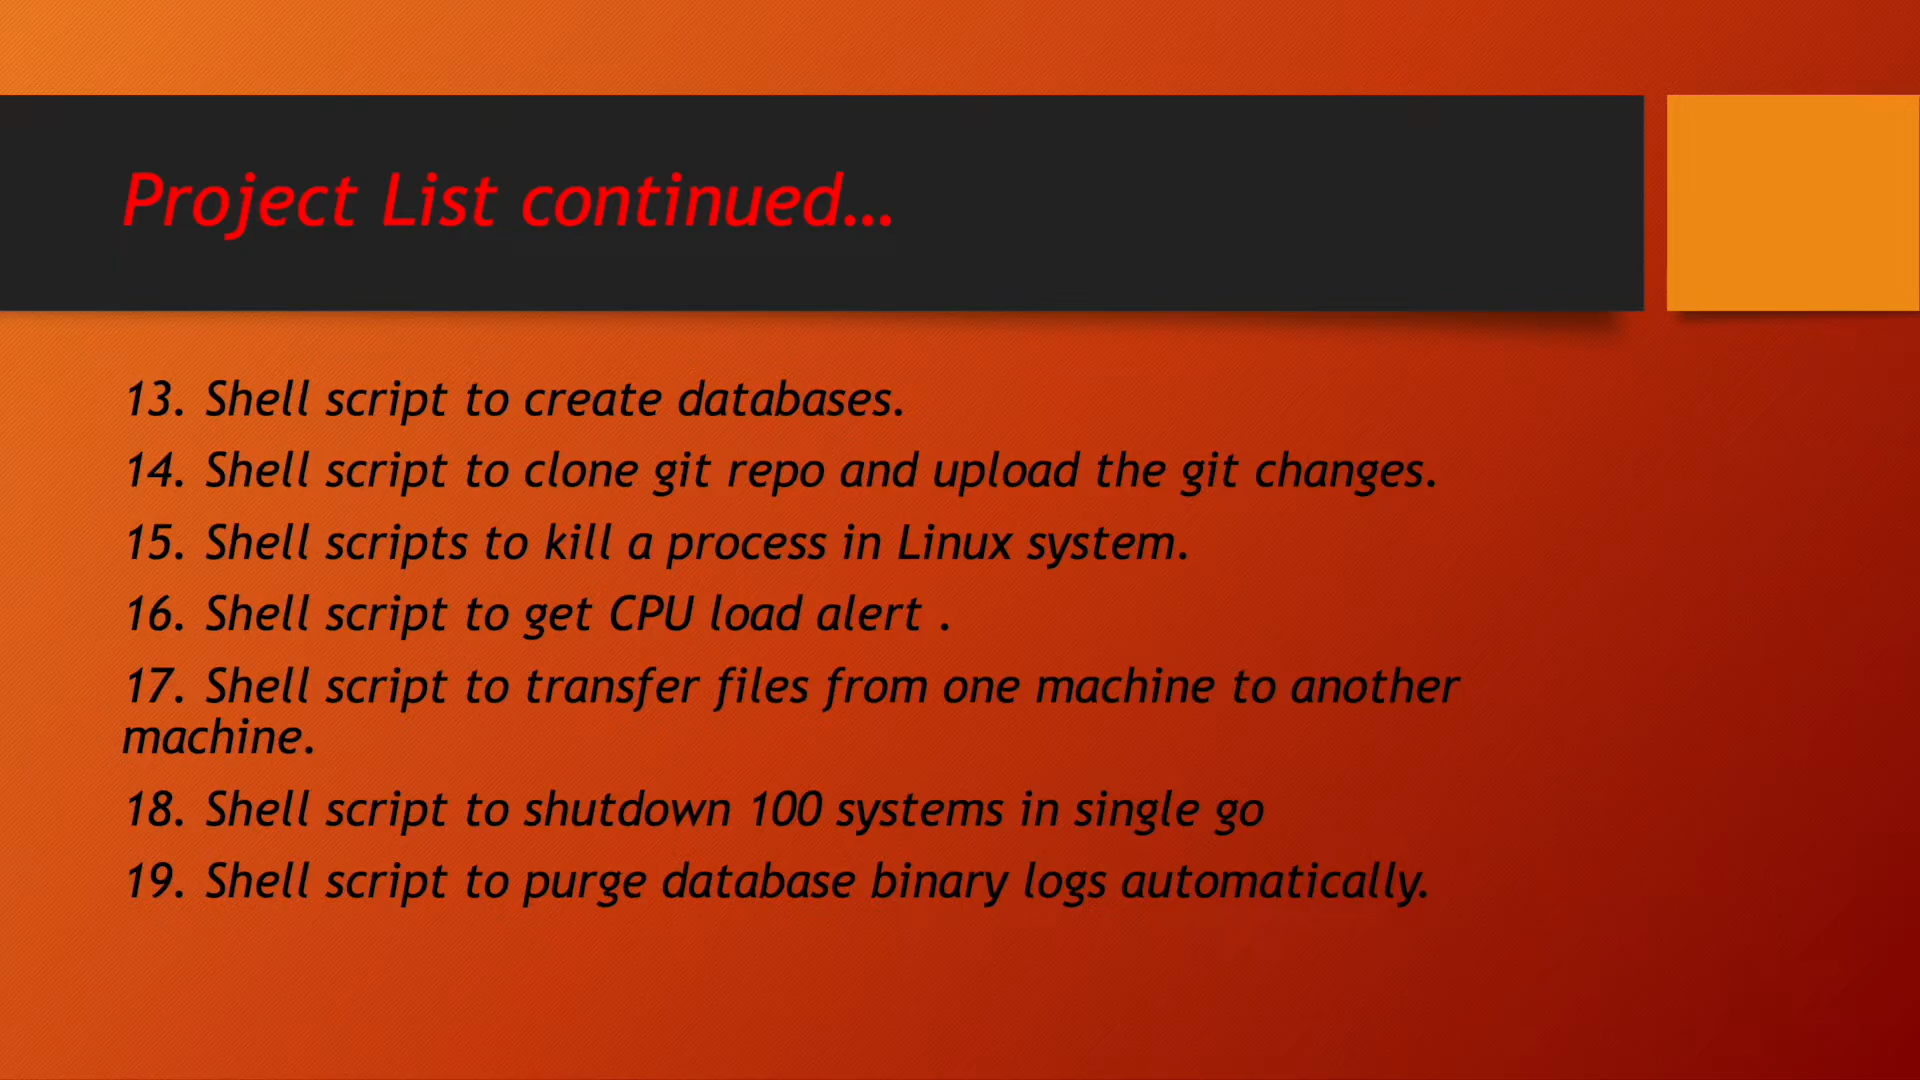 Project List continued...
13. Shell script to create databases.
14. Shell script to clone git repo and upload the git changes.
15. Shell scripts to kill a process in Linux system.
16. Shell script to get CPU load alert .
17. Shell script to transfer files from one machine to another
machine.
18. Shell script to shutdown 100 systems in single go
19. Shell script to purge database binary logs automatically.